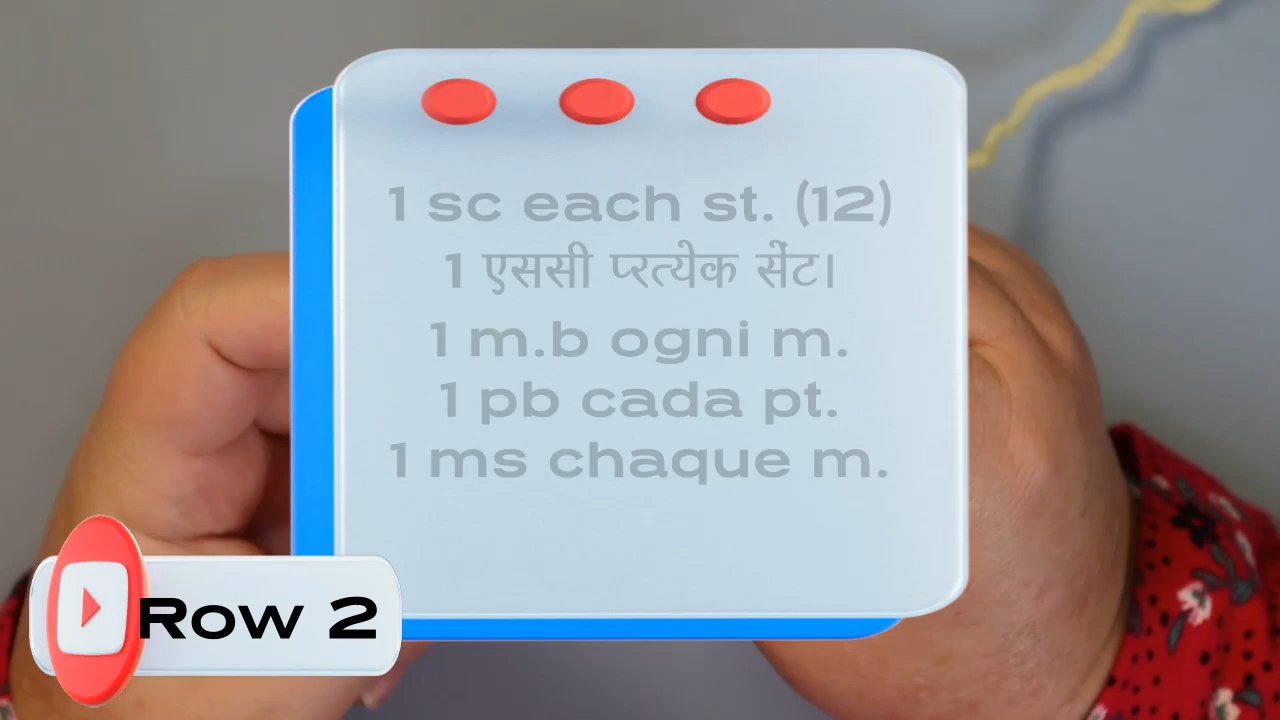 1 sc each st. (12)
1 एससी प्रत्येक सेंट।
1 m.b ogni m.
1 pb cada pt.
1 ms chaque m.
Row 2